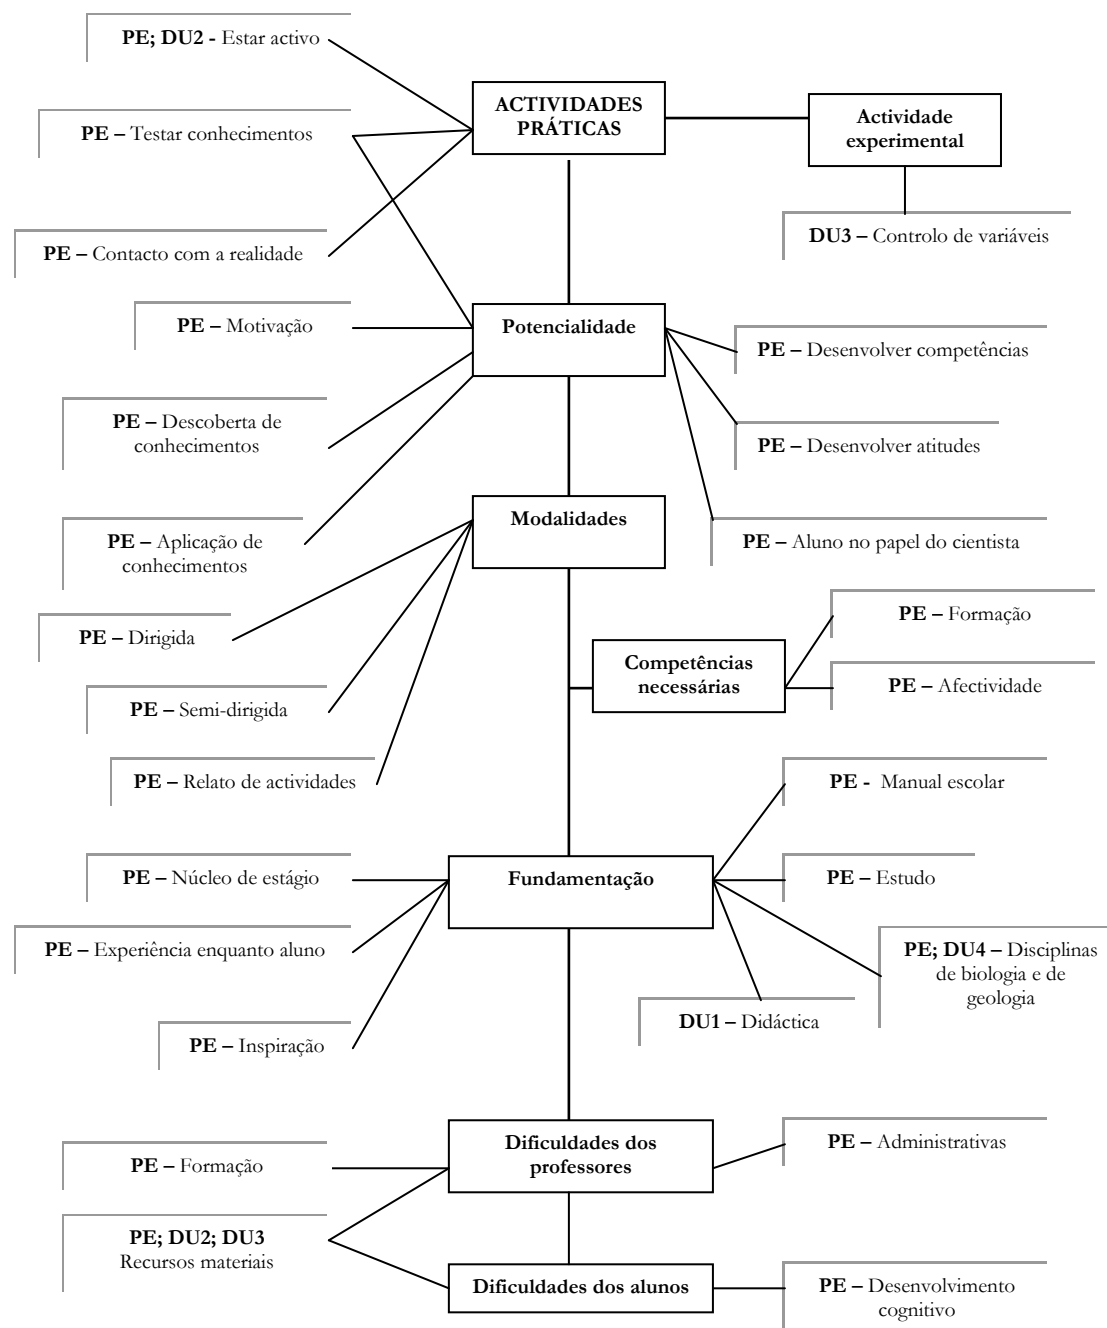 PE; DU2 - Estar activo
ACTIVIDADES
PRÁTICAS
Actividade
experimental
PE – Testar conhecimentos
DU3 – Controlo de variáveis
PE – Contacto com a realidade
PE – Motivação
Potencialidade
PE – Desenvolver competências
PE – Descoberta de
conhecimentos
PE – Desenvolver atitudes
Modalidades
PE – Aplicação de
conhecimentos
PE – Aluno no papel do cientista
PE – Dirigida
PE – Formação
Competências
necessárias
PE – Afectividade
PE – Semi-dirigida
PE – Relato de actividades
PE - Manual escolar
PE – Núcleo de estágio
Fundamentação
PE – Estudo
PE – Experiência enquanto aluno
PE; DU4 – Disciplinas
de biologia e de
geologia
DU1 – Didáctica
PE – Inspiração
Dificuldades dos
professores
PE – Administrativas
PE – Formação
PE; DU2; DU3
Recursos materiais
Dificuldades dos alunos
PE – Desenvolvimento
cognitivo